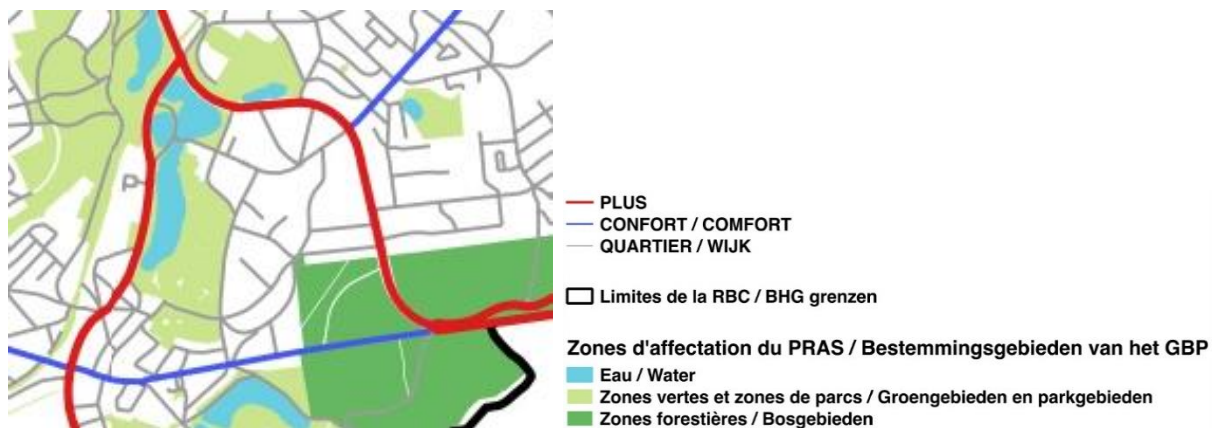 PLUS
CONFORT / COMFORT
QUARTIER / WIJK
Limites de la RBC / BHG grenzen
Zones d'affectation du PRAS / Bestemmingsgebieden van het GBP
Eau / Water
Zones vertes et zones de parcs / Groengebieden en parkgebieden
Zones forestières / Bosgebieden